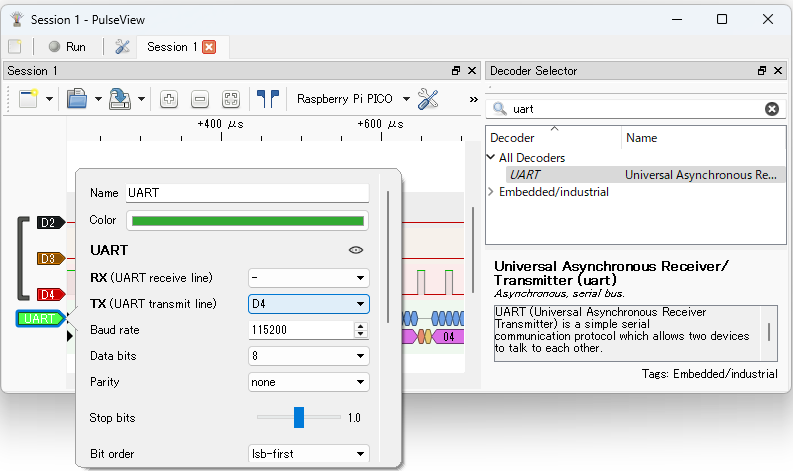 Session 1 - PulseView
Run
Session 1
Session 1
Decoder Selector
Raspberry Pi PICO
»
uart
+400 μs
+600 μs
Decoder
Name
All Decoders
UART
Universal Asynchronous Re...
Embedded/industrial
D2
D3
D4
UART
04
Name
UART
Color
UART
RX (UART receive line)
-
TX (UART transmit line)
D4
Baud rate
115200
Data bits
8
Parity
none
Stop bits
1.0
Bit order
lsb-first
Universal Asynchronous Receiver/
Transmitter (uart)
Asynchronous, serial bus.
UART (Universal Asynchronous Receiver
Transmitter) is a simple serial
communication protocol which allows two devices
to talk to each other.
Tags: Embedded/industrial